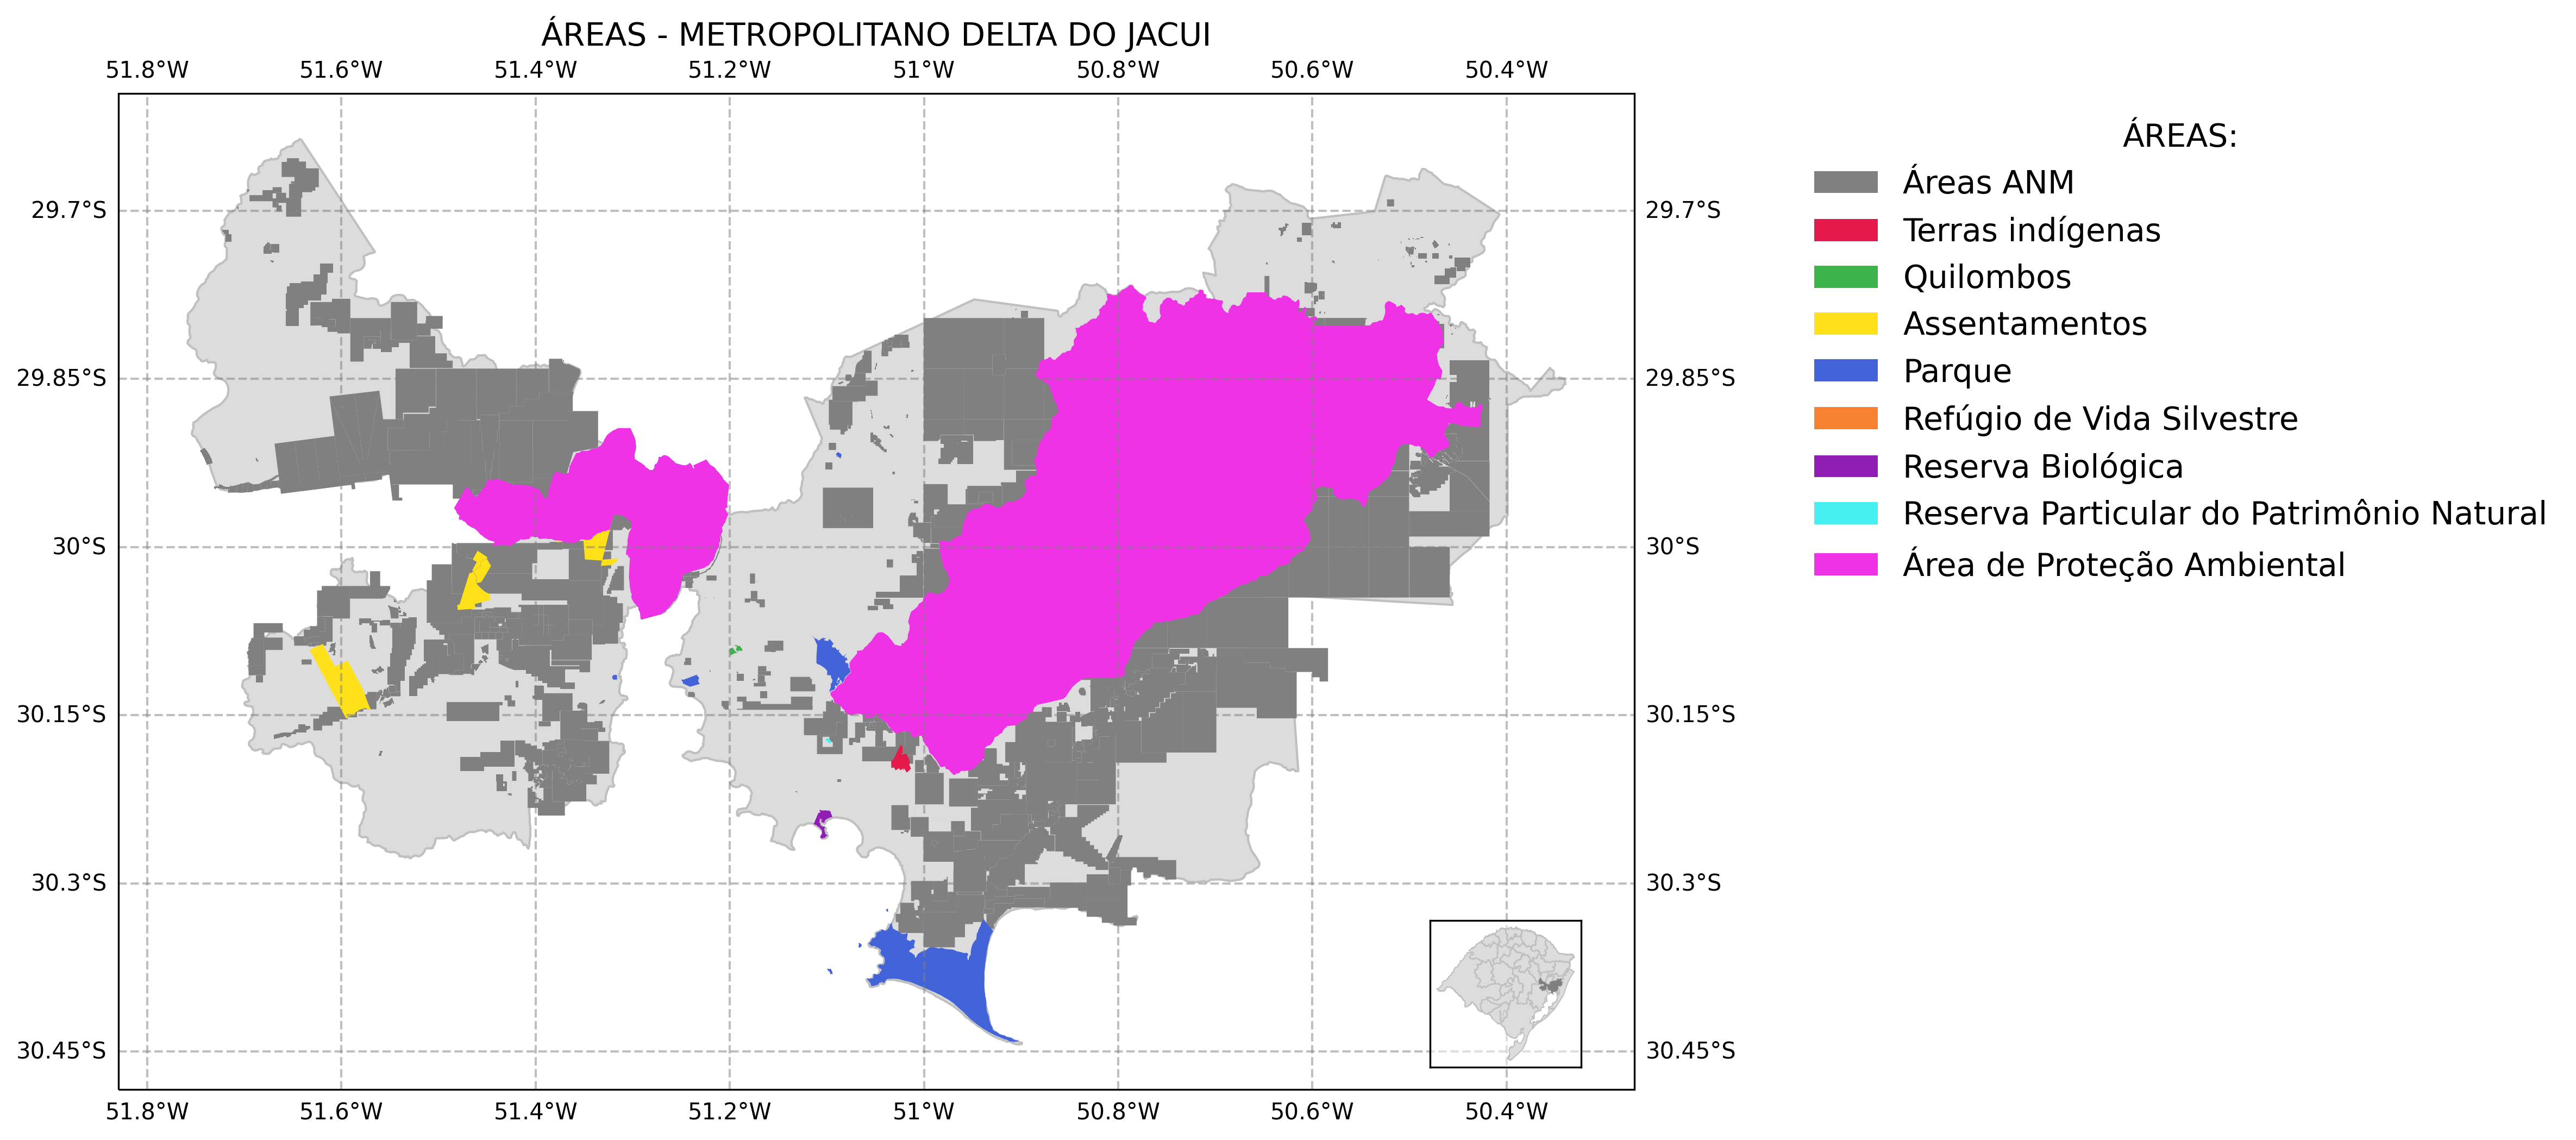 ÁREAS - METROPOLITANO DELTA DO JACUI
51.8°W 51.6°W 51.4°W 51.2°W 51°W 50.8°W 50.6°W 50.4°W
29.7°S 29.7°S
29.85°S 29.85°S
30°S 30°S
30.15°S 30.15°S
30.3°S 30.3°S
30.45°S 30.45°S
51.8°W 51.6°W 51.4°W 51.2°W 51°W 50.8°W 50.6°W 50.4°W
ÁREAS:
Áreas ANM
Terras indígenas
Quilombos
Assentamentos
Parque
Refúgio de Vida Silvestre
Reserva Biológica
Reserva Particular do Patrimônio Natural
Área de Proteção Ambiental